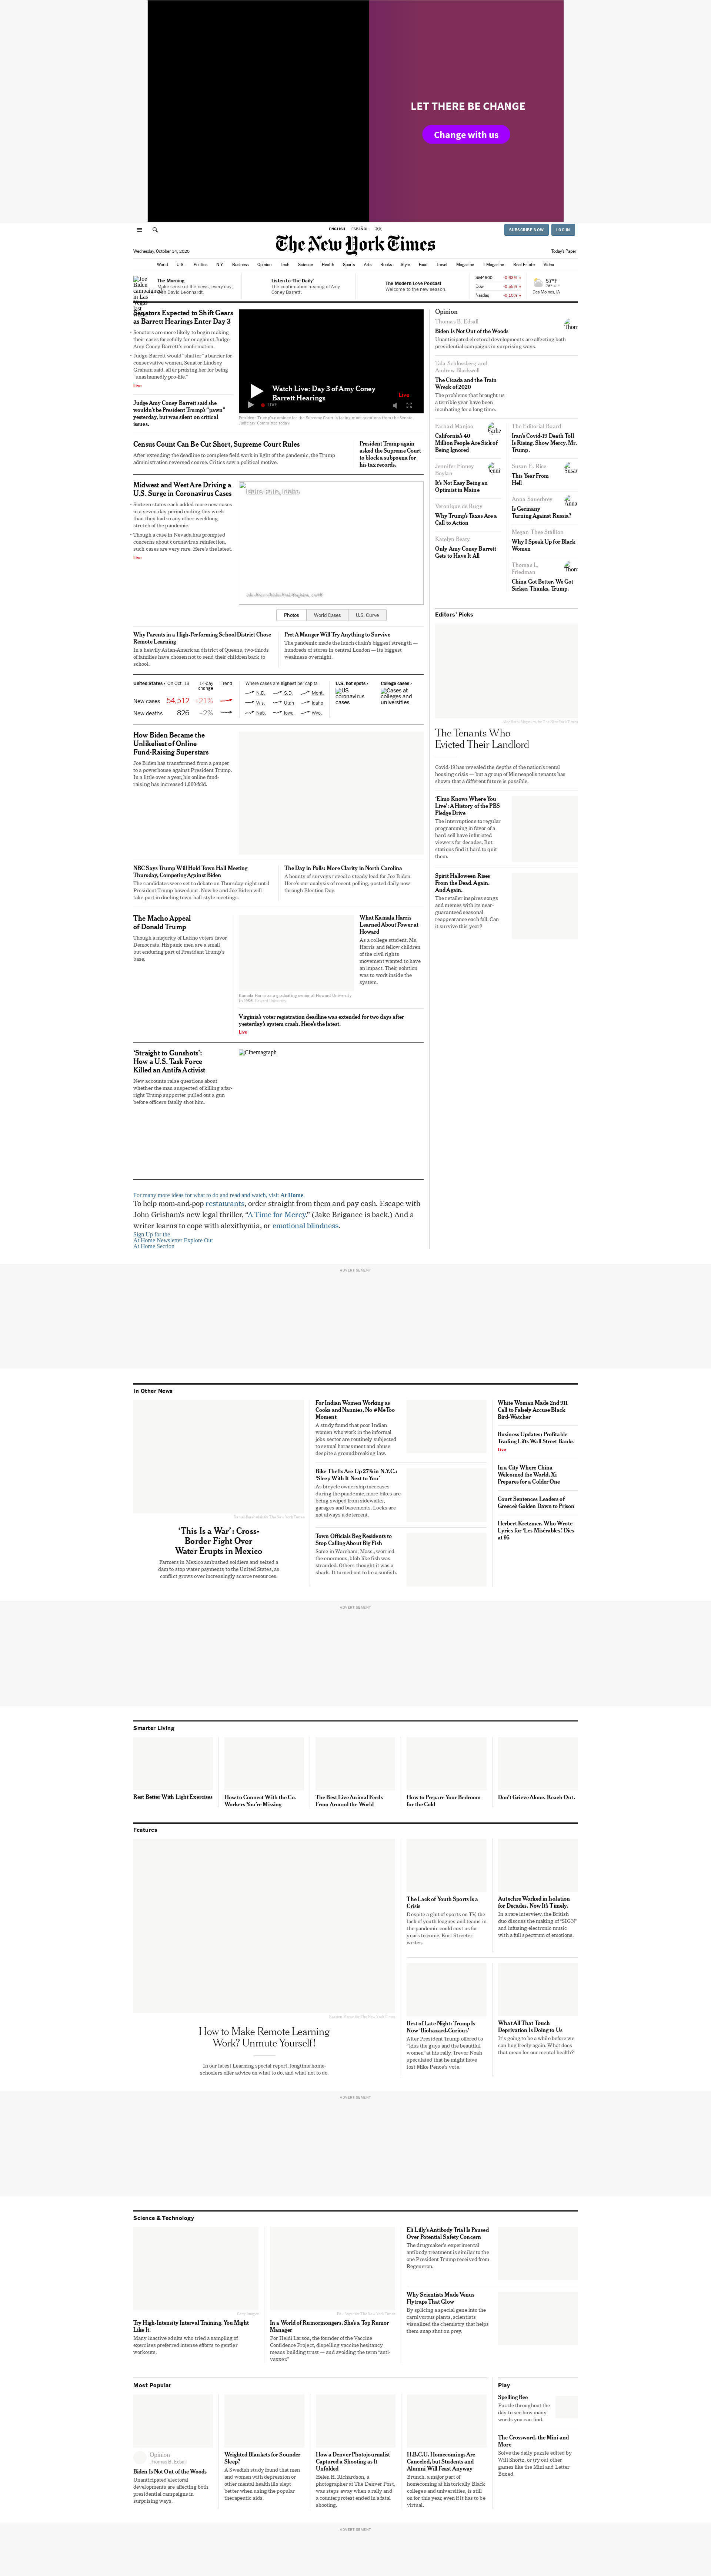 LET THERE BE CHANGE
Change with us
ENGLISH ESPAÑOL 中文
SUBSCRIBE NOW LOG IN
The New York Times
Wednesday, October 14, 2020
Today's Paper
World U.S. Politics N.Y. Business Opinion Tech Science Health Sports Arts Books Style Food Travel Magazine T Magazine Real Estate Video
Joe Biden campaigned in Las Vegas last
The Morning
Make sense of the news, every day, with David Leonhardt.
Listen to 'The Daily'
The confirmation hearing of Amy Coney Barrett.
The Modern Love Podcast
Welcome to the new season.
S&P 500 -0.63% ↓
Dow -0.55% ↓
Nasdaq -0.10% ↓
57°F
Des Moines, IA
Senators Expected to Shift Gears
as Barrett Hearings Enter Day 3
Senators are more likely to begin making
their cases forcefully for or against Judge
Amy Coney Barrett's confirmation.
Judge Barrett would "shatter" a barrier for
conservative women, Senator Lindsey
Graham said, after praising her for being
"unashamedly pro-life."
Live
Judge Amy Coney Barrett said she
wouldn't be President Trump's "pawn"
yesterday, but was silent on critical
issues.
Watch Live: Day 3 of Amy Coney
Barrett Hearings
Live
LIVE
President Trump's nominee for the Supreme Court is facing more questions from the Senate
Judiciary Committee today.
Census Count Can Be Cut Short, Supreme Court Rules
After extending the deadline to complete field work in light of the pandemic, the Trump
administration reversed course. Critics saw a political motive.
President Trump again
asked the Supreme Court
to block a subpoena for
his tax records.
Midwest and West Are Driving a
U.S. Surge in Coronavirus Cases
Sixteen states each added more new cases
in a seven-day period ending this week
than they had in any other weeklong
stretch of the pandemic.
Though a case in Nevada has prompted
concerns about coronavirus reinfection,
such cases are very rare. Here's the latest.
Live
Idaho Falls, Idaho
John Roark/Idaho Post-Register, via AP
Photos World Cases U.S. Curve
Why Parents in a High-Performing School District Chose
Remote Learning
In a heavily Asian-American district of Queens, two-thirds
of families have chosen not to send their children back to
school.
Pret A Manger Will Try Anything to Survive
The pandemic made the lunch chain's biggest strength —
hundreds of stores in central London — its biggest
weakness overnight.
United States › On Oct. 13 14-day change Trend
New cases 54,512 +21%
New deaths 826 –2%
Where cases are highest per capita
N.D. S.D. Mont.
Wis. Utah Idaho
Neb. Iowa Wyo.
U.S. hot spots ›
US coronavirus cases
College cases ›
Cases at colleges and universities
How Biden Became the
Unlikeliest of Online
Fund-Raising Superstars
Joe Biden has transformed from a pauper
to a powerhouse against President Trump.
In a little over a year, his online fund-
raising has increased 1,000-fold.
NBC Says Trump Will Hold Town Hall Meeting
Thursday, Competing Against Biden
The candidates were set to debate on Thursday night until
President Trump bowed out. Now he and Joe Biden will
take part in dueling town-hall-style meetings.
The Day in Polls: More Clarity in North Carolina
A bounty of surveys reveal a steady lead for Joe Biden.
Here's our analysis of recent polling, posted daily now
through Election Day.
The Macho Appeal
of Donald Trump
Though a majority of Latino voters favor
Democrats, Hispanic men are a small
but enduring part of President Trump's
base.
Kamala Harris as a graduating senior at Howard University
in 1986.
What Kamala Harris
Learned About Power at
Howard
As a college student, Ms.
Harris and fellow children
of the civil rights
movement wanted to have
an impact. Their solution
was to work inside the
system.
Virginia's voter registration deadline was extended for two days after
yesterday's system crash. Here's the latest.
Live
'Straight to Gunshots':
How a U.S. Task Force
Killed an Antifa Activist
New accounts raise questions about
whether the man suspected of killing a far-
right Trump supporter pulled out a gun
before officers fatally shot him.
Cinemagraph
For many more ideas for what to do and read and watch, visit At Home.
To help mom-and-pop restaurants, order straight from them and pay cash. Escape with
John Grisham's new legal thriller, "A Time for Mercy." (Jake Brigance is back.) And a
writer learns to cope with alexithymia, or emotional blindness.
Sign Up for the
At Home Newsletter Explore Our
At Home Section
Opinion
Thomas B. Edsall
Biden Is Not Out of the Woods
Unanticipated electoral developments are affecting both
presidential campaigns in surprising ways.
Tala Schlossberg and
Andrew Blackwell
The Cicada and the Train
Wreck of 2020
The problems that brought us
to a terrible year have been
incubating for a long time.
Farhad Manjoo
California's 40
Million People Are Sick of
Being Ignored
The Editorial Board
Iran's Covid-19 Death Toll
Is Rising. Show Mercy, Mr.
Trump.
Jennifer Finney
Boylan
It's Not Easy Being an
Optimist in Maine
Susan E. Rice
This Year From
Hell
Veronique de Rugy
Why Trump's Taxes Are a
Call to Action
Anna Sauerbrey
Is Germany
Turning Against Russia?
Katelyn Beaty
Only Amy Coney Barrett
Gets to Have It All
Megan Thee Stallion
Why I Speak Up for Black
Women
Thomas L.
Friedman
China Got Better. We Got
Sicker. Thanks, Trump.
Editors' Picks
The Tenants Who
Evicted Their Landlord
Covid-19 has revealed the depths of the nation's rental
housing crisis — but a group of Minneapolis tenants has
shown that a different future is possible.
'Elmo Knows Where You
Live': A History of the PBS
Pledge Drive
The interruptions to regular
programming in favor of a
hard sell have infuriated
viewers for decades. But
stations find it hard to quit
them.
Spirit Halloween Rises
From the Dead. Again.
And Again.
The retailer inspires surge
and memes with its near-
guaranteed seasonal
reappearance each fall. Can
it survive this year?
ADVERTISEMENT
In Other News
'This Is a War': Cross-
Border Fight Over
Water Erupts in Mexico
Farmers in Mexico ambushed soldiers and seized a
dam to stop water payments to the United States, as
conflict overs increasingly scarce resources.
For Indian Women Working as
Cooks and Nannies, No #MeToo
Moment
A study found that poor Indian
women who work in the informal
jobs sector are routinely subjected
to sexual harassment and abuse
despite a groundbreaking law.
Bike Thefts Are Up 27% in N.Y.C.:
'Sleep With It Next to You'
As bicycle ownership increases
during the pandemic, more bikes are
being swiped from sidewalks,
garages and basements. Locks are
not always a deterrent.
Town Officials Beg Residents to
Stop Calling About Big Fish
Some in Wareham, Mass., worried
the enormous, blob-like fish was
stranded. Others thought it was a
shark. It turned out to be a sunfish.
White Woman Made 2nd 911
Call to Falsely Accuse Black
Bird-Watcher
Business Updates: Profitable
Trading Lifts Wall Street Banks
Live
In a City Where China
Welcomed the World, Xi
Prepares for a Colder One
Court Sentences Leaders of
Greece's Golden Dawn to Prison
Herbert Kretzmer, Who Wrote
Lyrics for 'Les Misérables,' Dies
at 95
ADVERTISEMENT
Smarter Living
Rest Better With Light Exercises
How to Connect With the Co-
Workers You're Missing
The Best Live Animal Feeds
From Around the World
How to Prepare Your Bedroom
for the Cold
Don't Grieve Alone. Reach Out.
Features
How to Make Remote Learning
Work? Unmute Yourself!
In our latest Learning special report, longtime home-
schoolers offer advice on what to do, and what not to do.
The Lack of Youth Sports Is a
Crisis
Despite a glut of sports on TV, the
lack of youth leagues and teams in
the pandemic could cost us for
years to come, Kurt Streeter
writes.
Autechre Worked in Isolation
for Decades. Now It's Timely.
In a rare interview, the British
duo discuss the making of "SIGN"
and infusing electronic music
with a full spectrum of emotions.
Best of Late Night: Trump Is
Now 'Biohazard-Curious'
After President Trump offered to
"kiss the guys and the beautiful
women" at his rally, Trevor Noah
speculated that he might have
lust Mike Pence's vote.
What All That Touch
Deprivation Is Doing to Us
It's going to be a while before we
can hug freely again. What does
that mean for our mental health?
ADVERTISEMENT
Science & Technology
Try High-Intensity Interval Training. You Might
Like It.
Many inactive adults who tried a sampling of
exercises preferred intense efforts to gentler
workouts.
In a World of Rumormongers, She's a Top Rumor
Manager
For Heidi Larson, the founder of the Vaccine
Confidence Project, dispelling vaccine hesitancy
means building trust — and avoiding the term "anti-
vaxxer."
Eli Lilly's Antibody Trial Is Paused
Over Potential Safety Concern
The drugmaker's experimental
antibody treatment is similar to the
one President Trump received from
Regeneron.
Why Scientists Made Venus
Flytraps That Glow
By splicing a special gene into the
carnivorous plants, scientists
visualized the chemistry that helps
them snap shut on prey.
Most Popular
Opinion
Thomas B. Edsall
Biden Is Not Out of the Woods
Unanticipated electoral
developments are affecting both
presidential campaigns in
surprising ways.
Weighted Blankets for Sounder
Sleep?
A Swedish study found that men
and women with depression or
other mental health ills slept
better when using the popular
therapeutic aids.
How a Denver Photojournalist
Captured a Shooting as It
Unfolded
Helen H. Richardson, a
photographer at The Denver Post,
was steps away when a rally and
a counterprotest ended in a fatal
shooting.
H.B.C.U. Homecomings Are
Canceled, but Students and
Alumni Will Feast Anyway
Brunch, a major part of
homecoming at historically Black
colleges and universities, is still
on for this year, even if it has to be
virtual.
Play
Spelling Bee
Puzzle throughout the
day to see how many
words you can find.
The Crossword, the Mini and
More
Solve the daily puzzle edited by
Will Shortz, or try out other
games like the Mini and Letter
Boxed.
ADVERTISEMENT